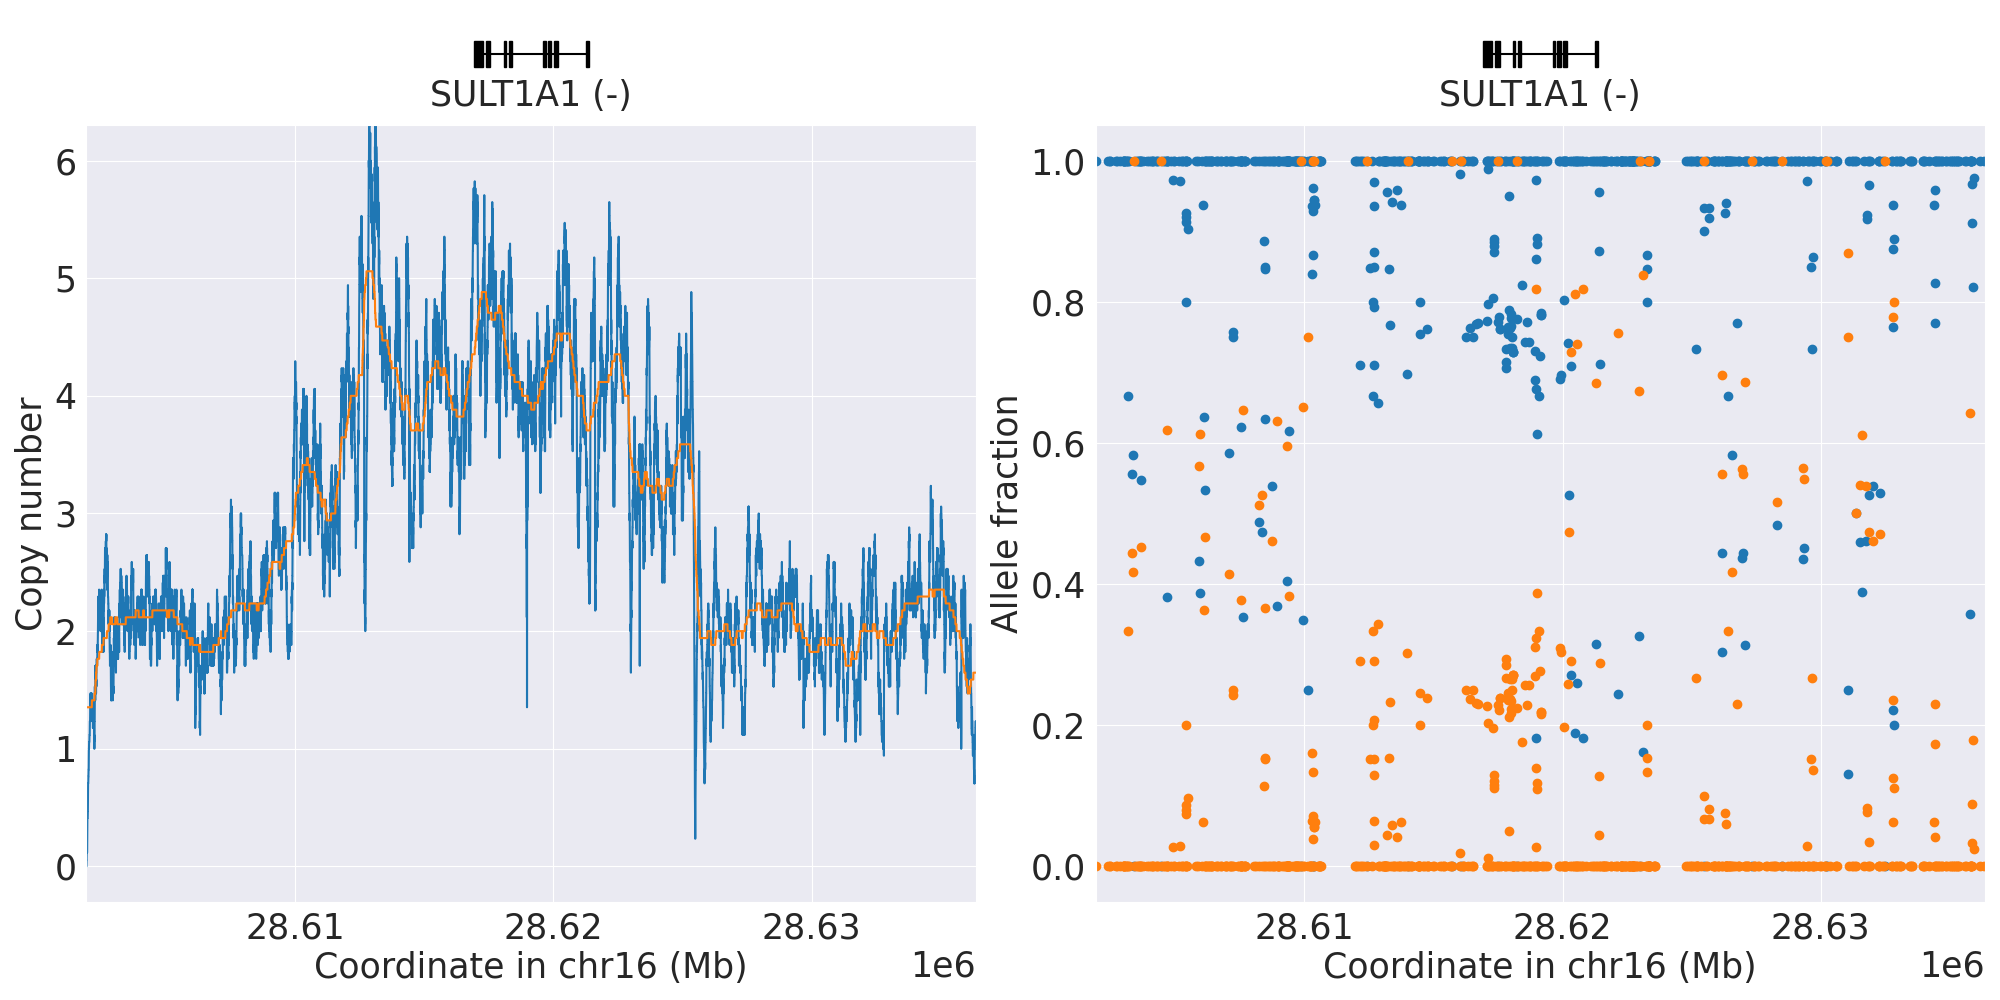 SULT1A1 (-)
Copy number
6
5
4
3
2
1
0
28.61
28.62
28.63
Coordinate in chr16 (Mb)
1e6
SULT1A1 (-)
Allele fraction
1.0
0.8
0.6
0.4
0.2
0.0
28.61
28.62
28.63
Coordinate in chr16 (Mb)
1e6